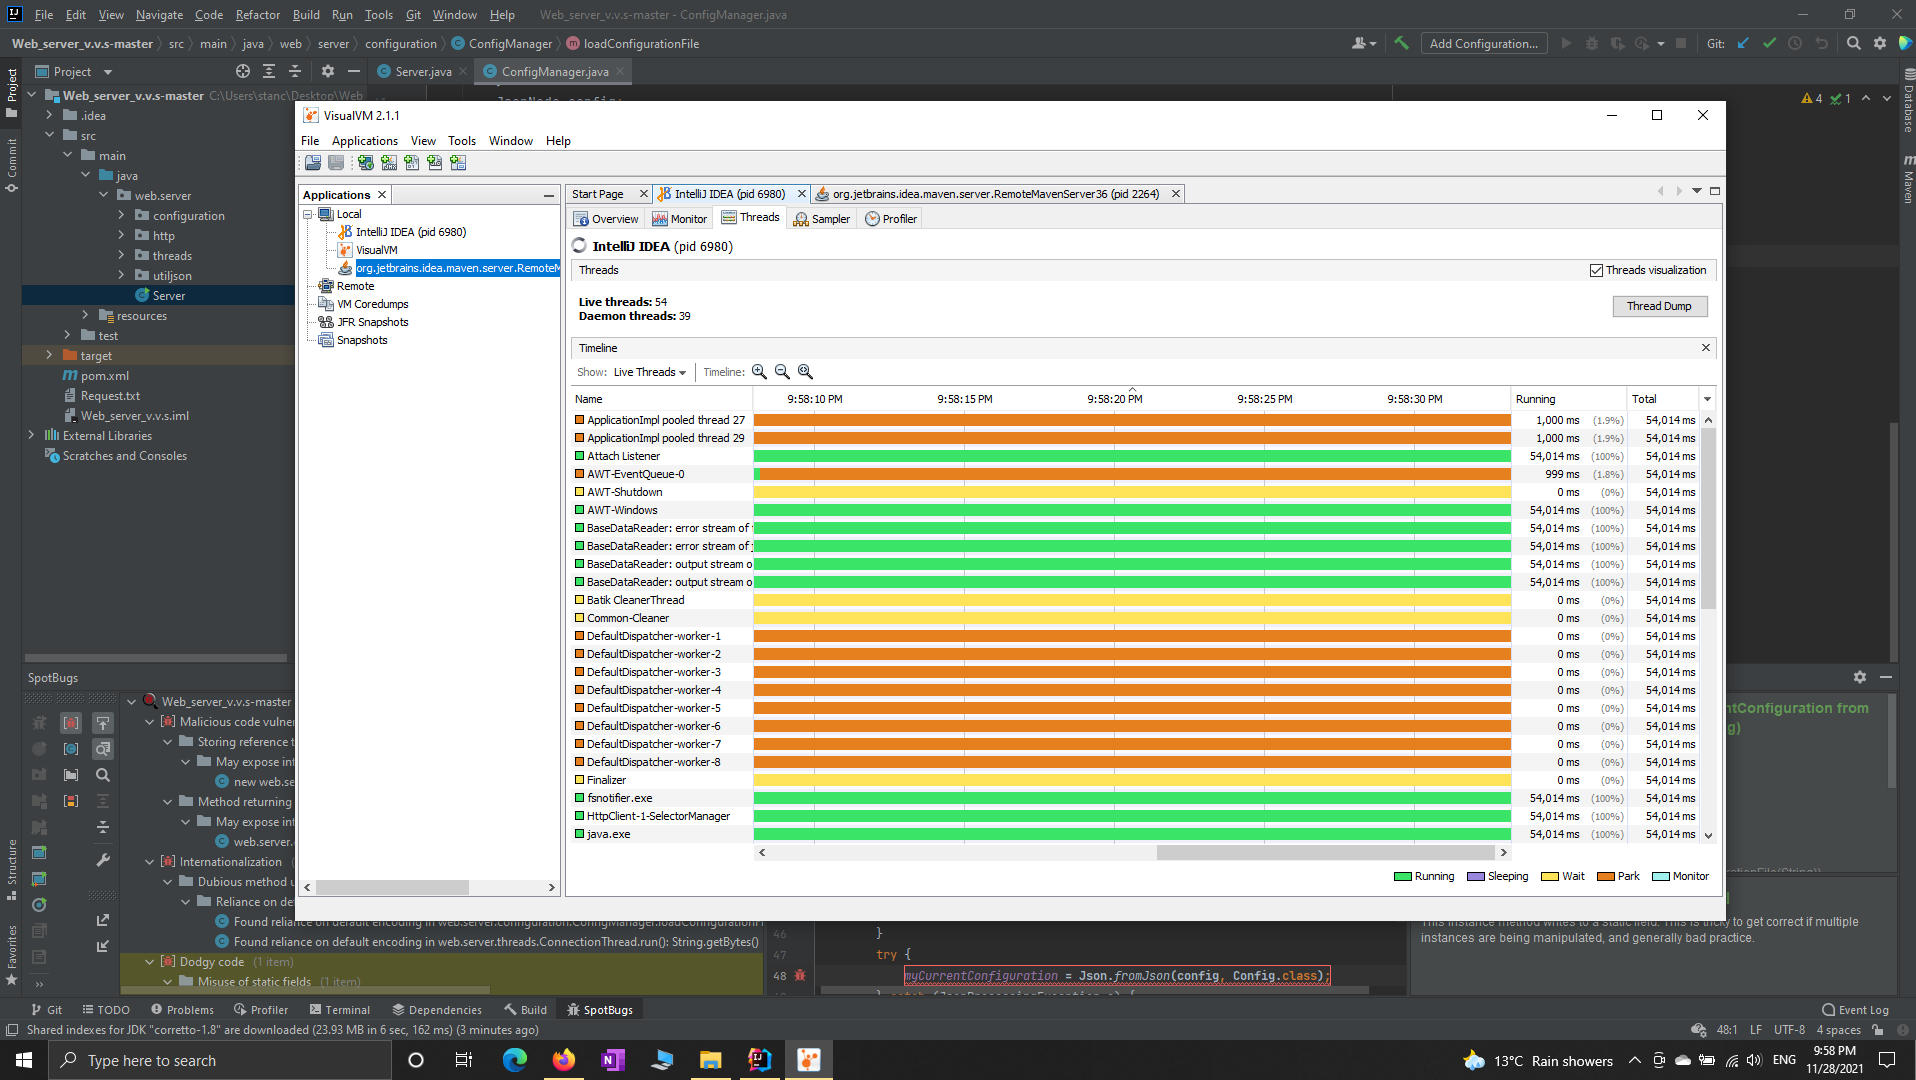 File Edit View Navigate Code Refactor Build Run Tools Git Window Help Web_server_v.v.s-master - ConfigManager.java
Web_server_v.v.s-master src main java web server configuration ConfigManager loadConfigurationFile Add Configuration... Git:
Project Server.java ConfigManager.java
Web_server_v.v.s-master C:\Users\stanc\Desktop\Web
.idea
src
main
java
web.server
configuration
http
threads
utiljson
Server
resources
test
target
pom.xml
Request.txt
Web_server_v.v.s.iml
External Libraries
Scratches and Consoles
Project
Commit
Structure
Favorites
4 1
Database
Maven
VisualVM 2.1.1
File Applications View Tools Window Help
Applications
Local
IntelliJ IDEA (pid 6980)
VisualVM
org.jetbrains.idea.maven.server.RemoteM
Remote
VM Coredumps
JFR Snapshots
Snapshots
Start Page IntelliJ IDEA (pid 6980) org.jetbrains.idea.maven.server.RemoteMavenServer36 (pid 2264)
Overview Monitor Threads Sampler Profiler
IntelliJ IDEA (pid 6980)
Threads Threads visualization
Live threads: 54
Daemon threads: 39
Thread Dump
Timeline
Show: Live Threads Timeline:
Name 9:58:10 PM 9:58:15 PM 9:58:20 PM 9:58:25 PM 9:58:30 PM Running Total
ApplicationImpl pooled thread 27 1,000 ms (1.9%) 54,014 ms
ApplicationImpl pooled thread 29 1,000 ms (1.9%) 54,014 ms
Attach Listener 54,014 ms (100%) 54,014 ms
AWT-EventQueue-0 999 ms (1.8%) 54,014 ms
AWT-Shutdown 0 ms (0%) 54,014 ms
AWT-Windows 54,014 ms (100%) 54,014 ms
BaseDataReader: error stream of 54,014 ms (100%) 54,014 ms
BaseDataReader: error stream of 54,014 ms (100%) 54,014 ms
BaseDataReader: output stream o 54,014 ms (100%) 54,014 ms
BaseDataReader: output stream o 54,014 ms (100%) 54,014 ms
Batik CleanerThread 0 ms (0%) 54,014 ms
Common-Cleaner 0 ms (0%) 54,014 ms
DefaultDispatcher-worker-1 0 ms (0%) 54,014 ms
DefaultDispatcher-worker-2 0 ms (0%) 54,014 ms
DefaultDispatcher-worker-3 0 ms (0%) 54,014 ms
DefaultDispatcher-worker-4 0 ms (0%) 54,014 ms
DefaultDispatcher-worker-5 0 ms (0%) 54,014 ms
DefaultDispatcher-worker-6 0 ms (0%) 54,014 ms
DefaultDispatcher-worker-7 0 ms (0%) 54,014 ms
DefaultDispatcher-worker-8 0 ms (0%) 54,014 ms
Finalizer 0 ms (0%) 54,014 ms
fsnotifier.exe 54,014 ms (100%) 54,014 ms
HttpClient-1-SelectorManager 54,014 ms (100%) 54,014 ms
java.exe 54,014 ms (100%) 54,014 ms
Running Sleeping Wait Park Monitor
SpotBugs
Web_server_v.v.s-master
Malicious code vulner
Storing reference t
May expose int
new web.se
Method returning
May expose int
web.server.
Internationalization
Dubious method u
Reliance on de
Found reliance on default encoding in web.server.configuration.ConfigManager.loadConfigurationF
Found reliance on default encoding in web.server.threads.ConnectionThread.run(): String.getBytes()
Dodgy code (1 item)
Misuse of static fields (1 item)
46 }
47 try {
48 myCurrentConfiguration = Json.fromJson(config, Config.class);
ntConfiguration from
g)
This instance method writes to a static field. This is tricky to get correct if multiple
instances are being manipulated, and generally bad practice.
Git TODO Problems Profiler Terminal Dependencies Build SpotBugs Event Log
Shared indexes for JDK "corretto-1.8" are downloaded (23.93 MB in 6 sec, 162 ms) (3 minutes ago) 48:1 LF UTF-8 4 spaces
Type here to search 13°C Rain showers ENG 9:58 PM
11/28/2021